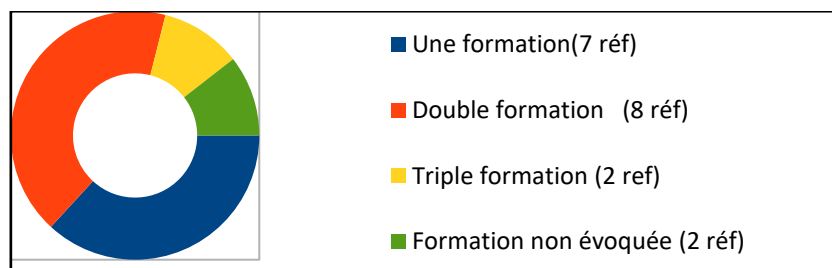 Une formation(7 réf)
Double formation (8 réf)
Triple formation (2 ref)
Formation non évoquée (2 réf)